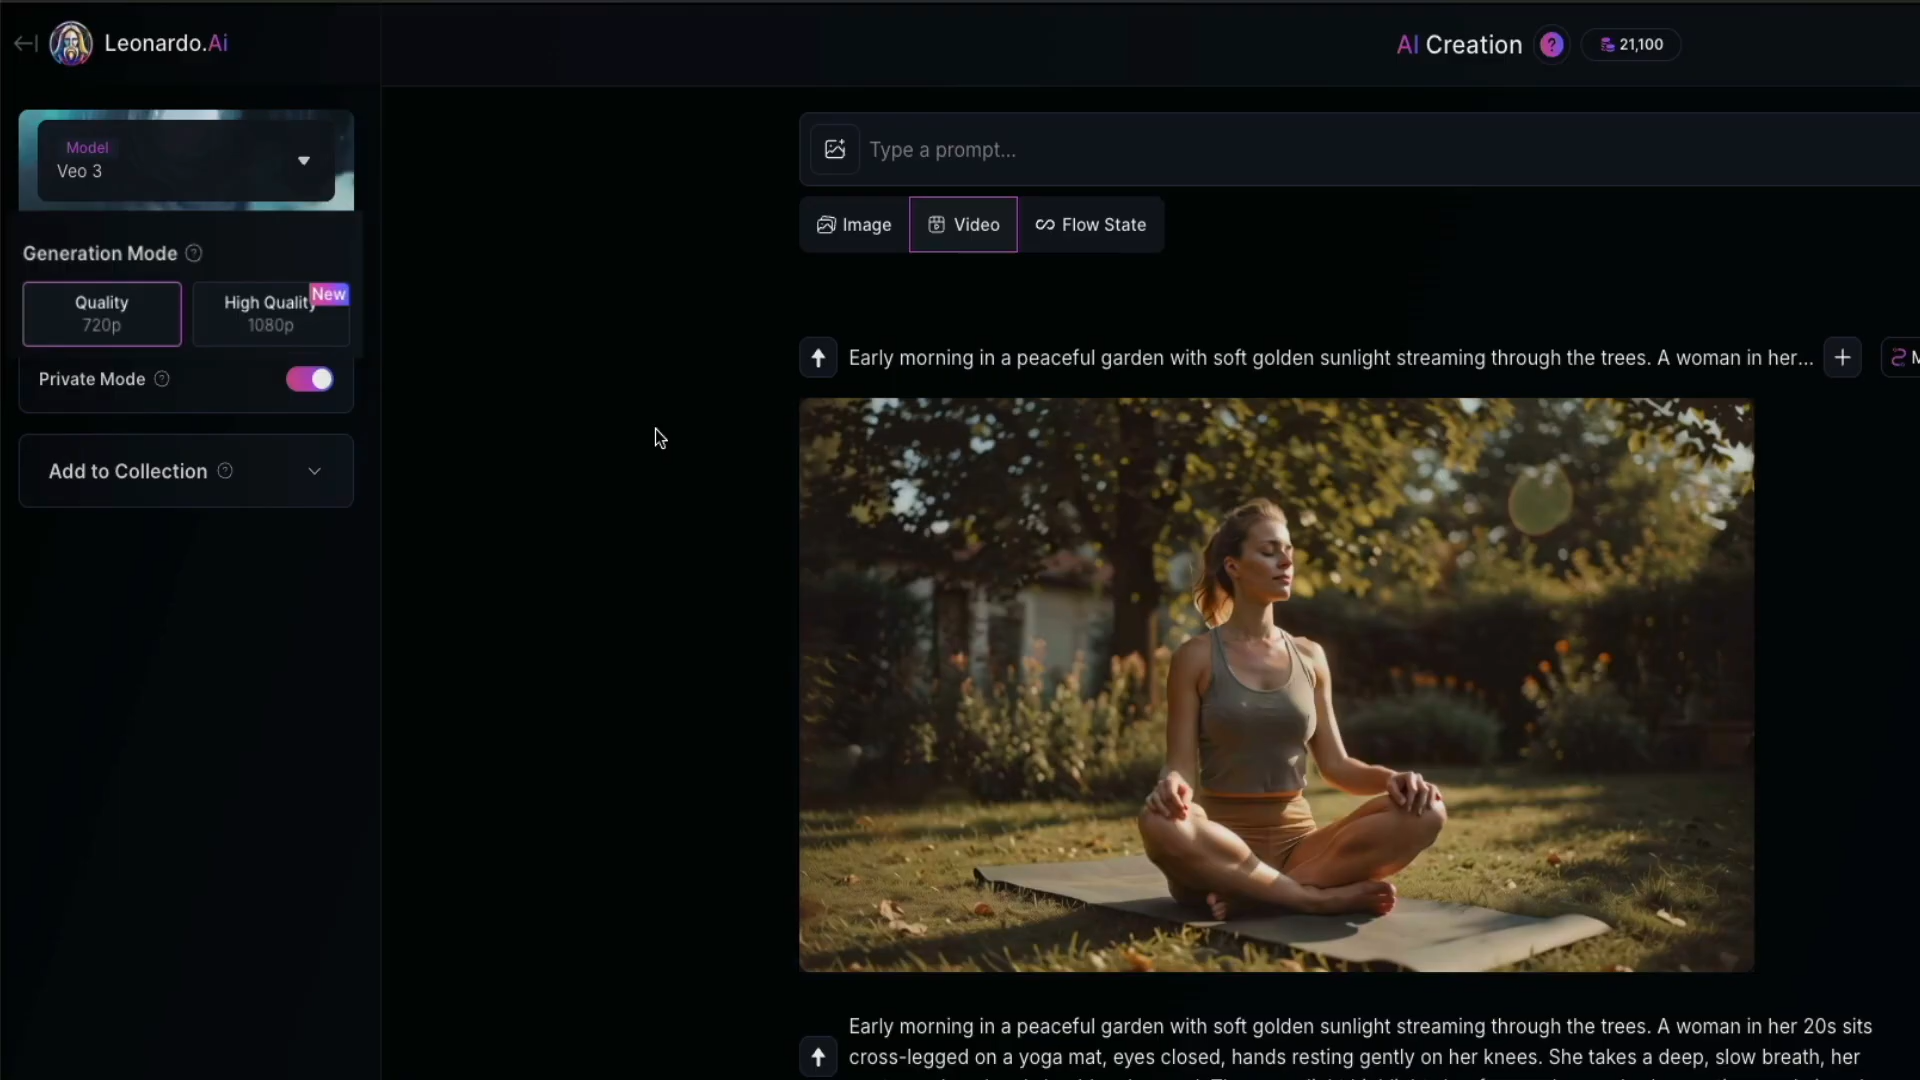 Leonardo.Ai
AI Creation ? 21,100
Model
Veo 3
Type a prompt...
Image Video Flow State
Generation Mode ?
Quality
720p
High Quality
1080p
New
Private Mode ?
Add to Collection ?
Early morning in a peaceful garden with soft golden sunlight streaming through the trees. A woman in her...
M
Early morning in a peaceful garden with soft golden sunlight streaming through the trees. A woman in her 20s sits
cross-legged on a yoga mat, eyes closed, hands resting gently on her knees. She takes a deep, slow breath, her